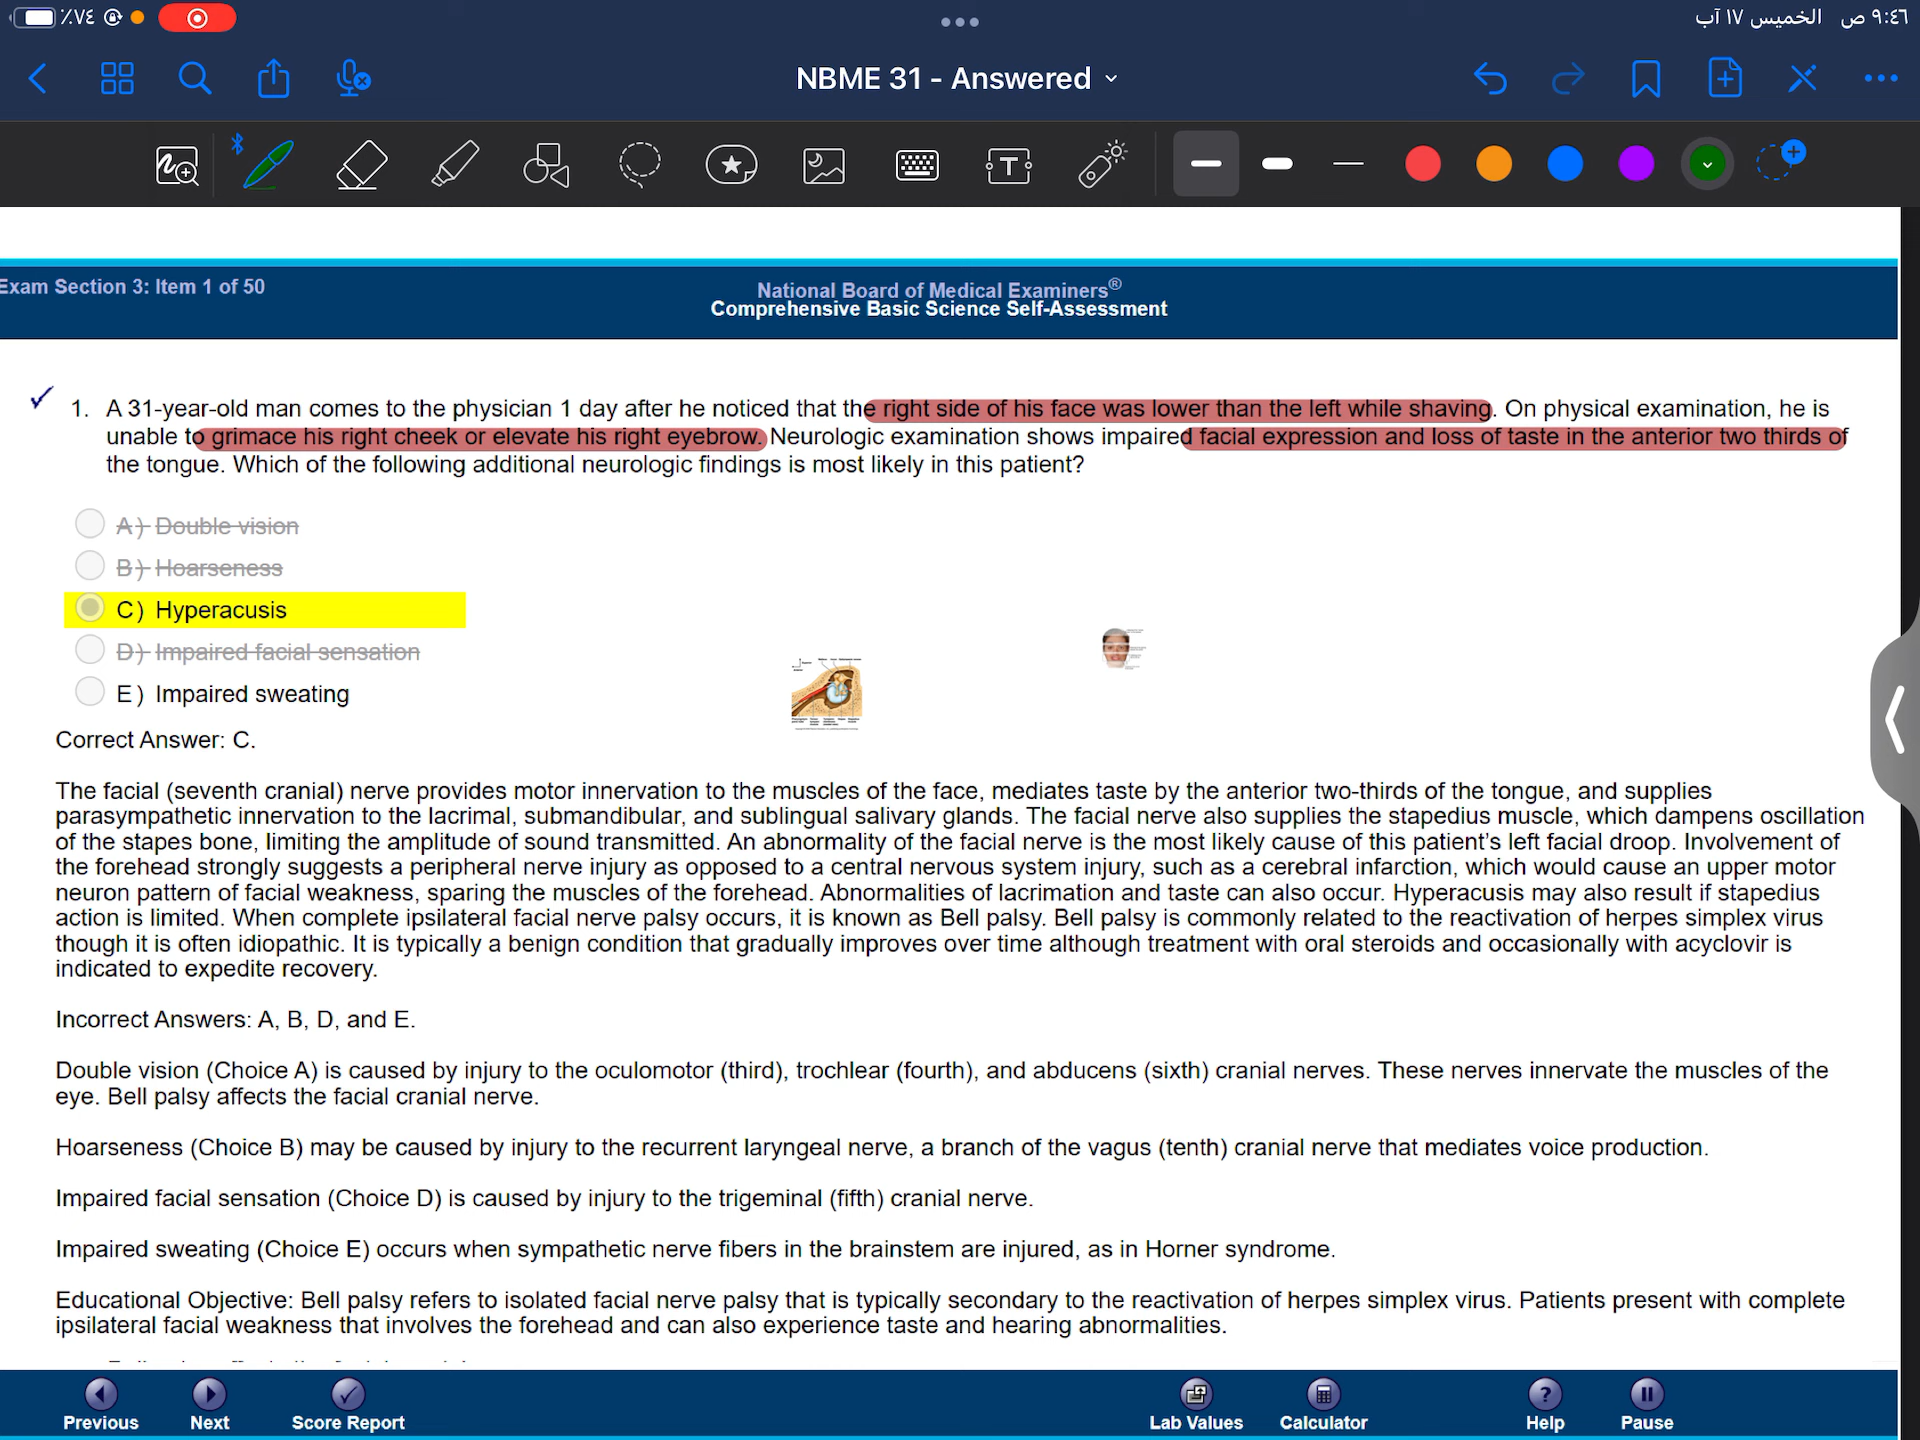 ٪٧٤
الخميس ١٧ آب ٩:٤٦ ص
NBME 31 - Answered
Exam Section 3: Item 1 of 50
National Board of Medical Examiners®
Comprehensive Basic Science Self-Assessment
1. A 31-year-old man comes to the physician 1 day after he noticed that the right side of his face was lower than the left while shaving. On physical examination, he is
unable to grimace his right cheek or elevate his right eyebrow. Neurologic examination shows impaired facial expression and loss of taste in the anterior two thirds of
the tongue. Which of the following additional neurologic findings is most likely in this patient?
A) Double vision
B) Hoarseness
C) Hyperacusis
D) Impaired facial sensation
E) Impaired sweating
Correct Answer: C.
The facial (seventh cranial) nerve provides motor innervation to the muscles of the face, mediates taste by the anterior two-thirds of the tongue, and supplies
parasympathetic innervation to the lacrimal, submandibular, and sublingual salivary glands. The facial nerve also supplies the stapedius muscle, which dampens oscillation
of the stapes bone, limiting the amplitude of sound transmitted. An abnormality of the facial nerve is the most likely cause of this patient's left facial droop. Involvement of
the forehead strongly suggests a peripheral nerve injury as opposed to a central nervous system injury, such as a cerebral infarction, which would cause an upper motor
neuron pattern of facial weakness, sparing the muscles of the forehead. Abnormalities of lacrimation and taste can also occur. Hyperacusis may also result if stapedius
action is limited. When complete ipsilateral facial nerve palsy occurs, it is known as Bell palsy. Bell palsy is commonly related to the reactivation of herpes simplex virus
though it is often idiopathic. It is typically a benign condition that gradually improves over time although treatment with oral steroids and occasionally with acyclovir is
indicated to expedite recovery.
Incorrect Answers: A, B, D, and E.
Double vision (Choice A) is caused by injury to the oculomotor (third), trochlear (fourth), and abducens (sixth) cranial nerves. These nerves innervate the muscles of the
eye. Bell palsy affects the facial cranial nerve.
Hoarseness (Choice B) may be caused by injury to the recurrent laryngeal nerve, a branch of the vagus (tenth) cranial nerve that mediates voice production.
Impaired facial sensation (Choice D) is caused by injury to the trigeminal (fifth) cranial nerve.
Impaired sweating (Choice E) occurs when sympathetic nerve fibers in the brainstem are injured, as in Horner syndrome.
Educational Objective: Bell palsy refers to isolated facial nerve palsy that is typically secondary to the reactivation of herpes simplex virus. Patients present with complete
ipsilateral facial weakness that involves the forehead and can also experience taste and hearing abnormalities.
Previous Next Score Report Lab Values Calculator Help Pause